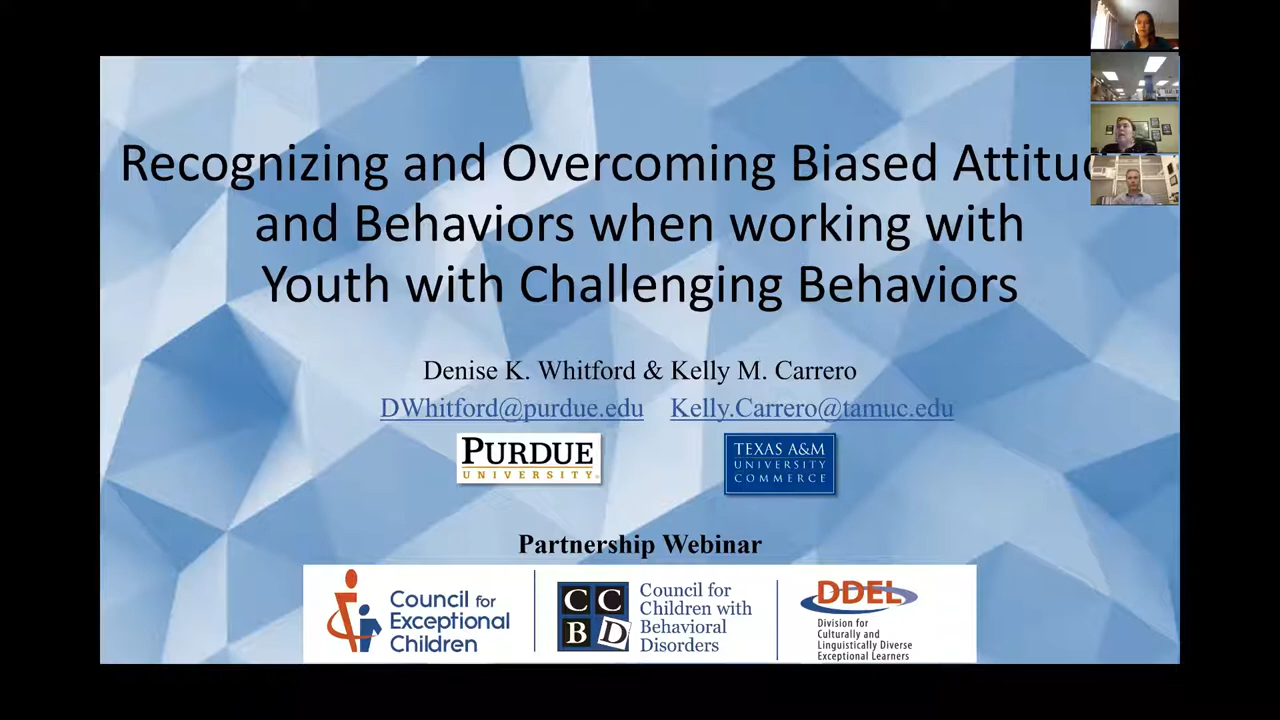 Recognizing and Overcoming Biased Attitud
and Behaviors when working with
Youth with Challenging Behaviors
Denise K. Whitford & Kelly M. Carrero
DWhitford@purdue.edu Kelly.Carrero@tamuc.edu
PURDUE
UNIVERSITY
TEXAS A&M
UNIVERSITY
COMMERCE
Partnership Webinar
Council for
Exceptional
Children
CC
BD
Council for
Children with
Behavioral
Disorders
DDEL
Division for
Culturally and
Linguistically Diverse
Exceptional Learners